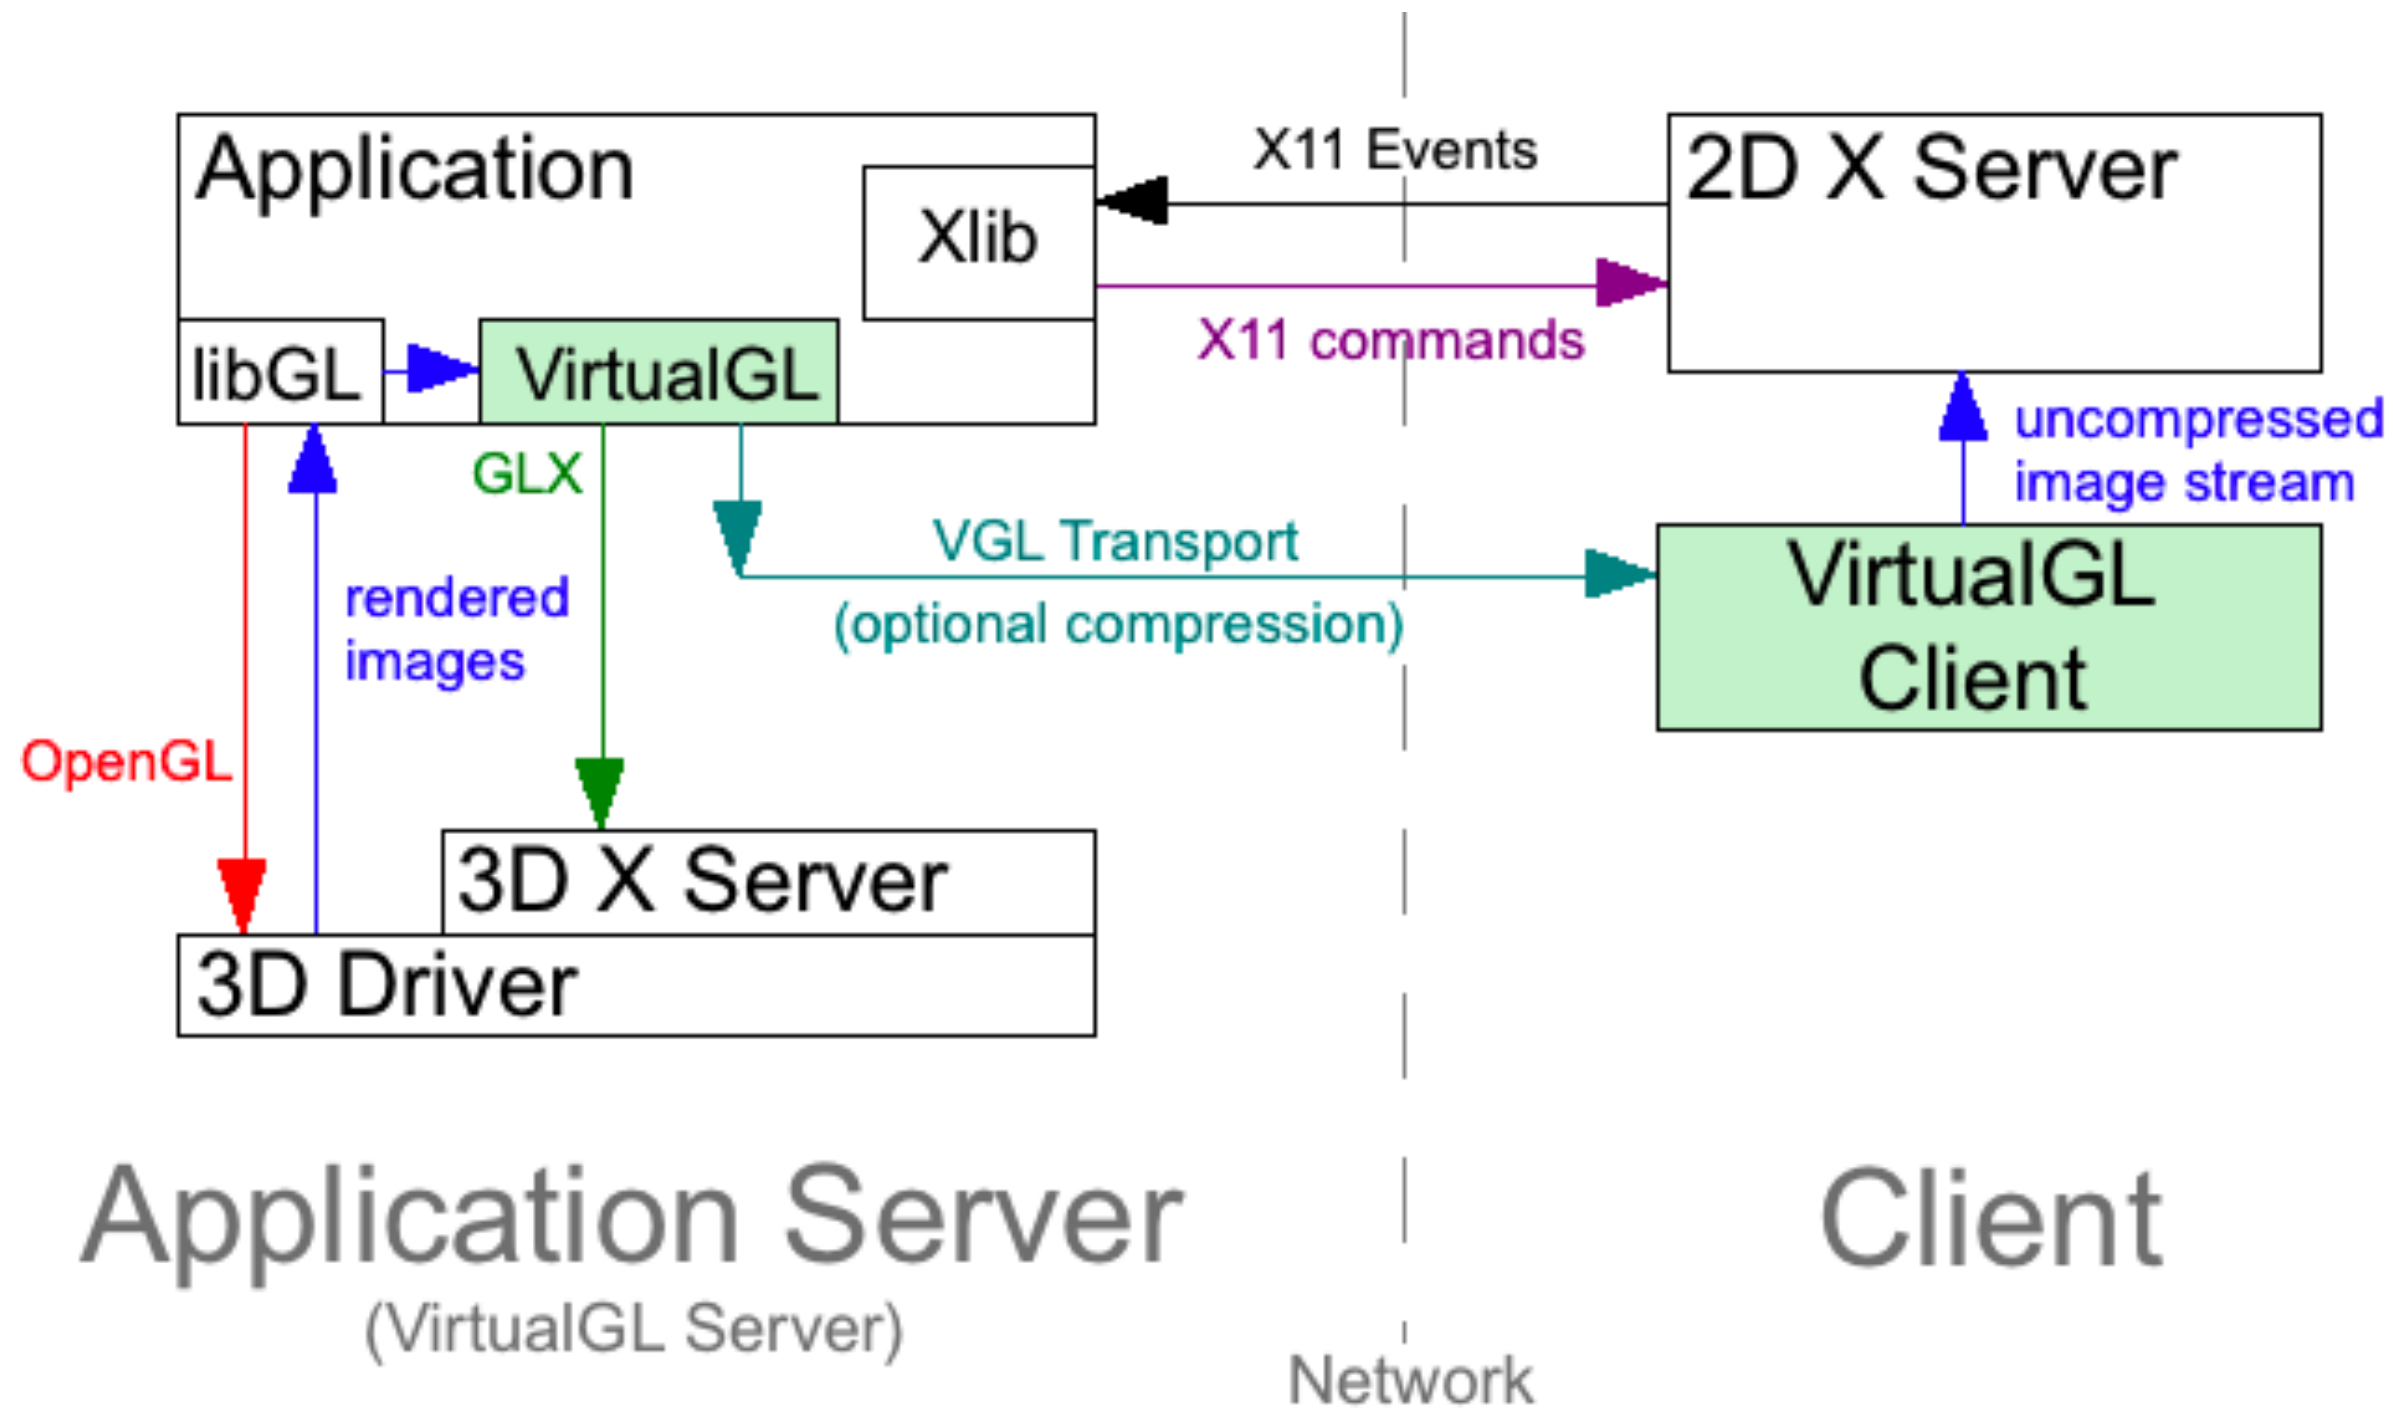 Application
Xlib
libGL
VirtualGL
X11 Events
X11 commands
2D X Server
uncompressed
image stream
GLX
VGL Transport
(optional compression)
VirtualGL
Client
rendered
images
OpenGL
3D X Server
3D Driver
Application Server
(VirtualGL Server)
Client
Network